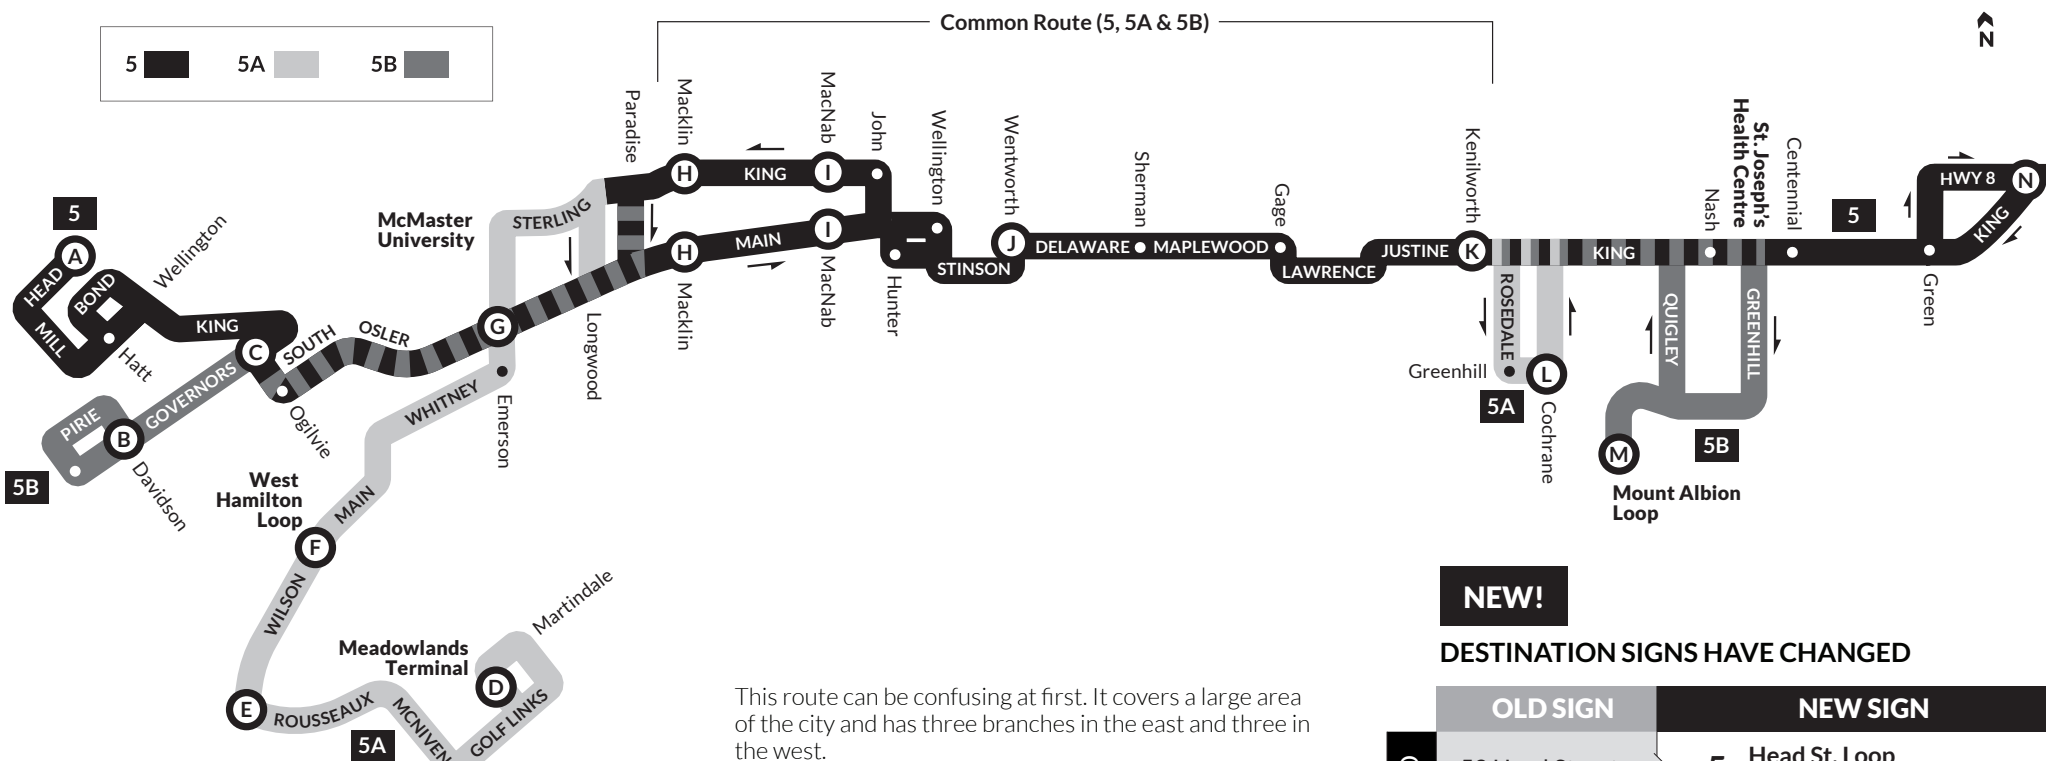 Common Route (5, 5A & 5B)
N
5
5A
5B
Paradise
Macklin
MacNab
John
Wellington
Wentworth
Sherman
Gage
Kenilworth
Nash
St. Joseph's
Health Centre
Centennial
5
HWY 8
N
KING
Green
5
A
HEAD
BOND
MILL
Hatt
Wellington
KING
C
SOUTH
OSLER
Ogilvie
GOVERNORS
PIRIE
B
5B
Davidson
McMaster
University
STERLING
G
Longwood
WHITNEY
Emerson
H
KING
I
H
MAIN
I
Macklin
MacNab
Hunter
STINSON
J
DELAWARE
MAPLEWOOD
LAWRENCE
JUSTINE
K
KING
ROSEDALE
Greenhill
L
5A
Cochrane
QUIGLEY
GREENHILL
5B
M
Mount Albion
Loop
West
Hamilton
Loop
MAIN
F
WILSON
E
ROUSSEAUX
MCNIVEN
5A
GOLF LINKS
Meadowlands
Terminal
D
Martindale
This route can be confusing at first. It covers a large area
of the city and has three branches in the east and three in
the west.
NEW!
DESTINATION SIGNS HAVE CHANGED
OLD SIGN
NEW SIGN
5
Head St. Loop